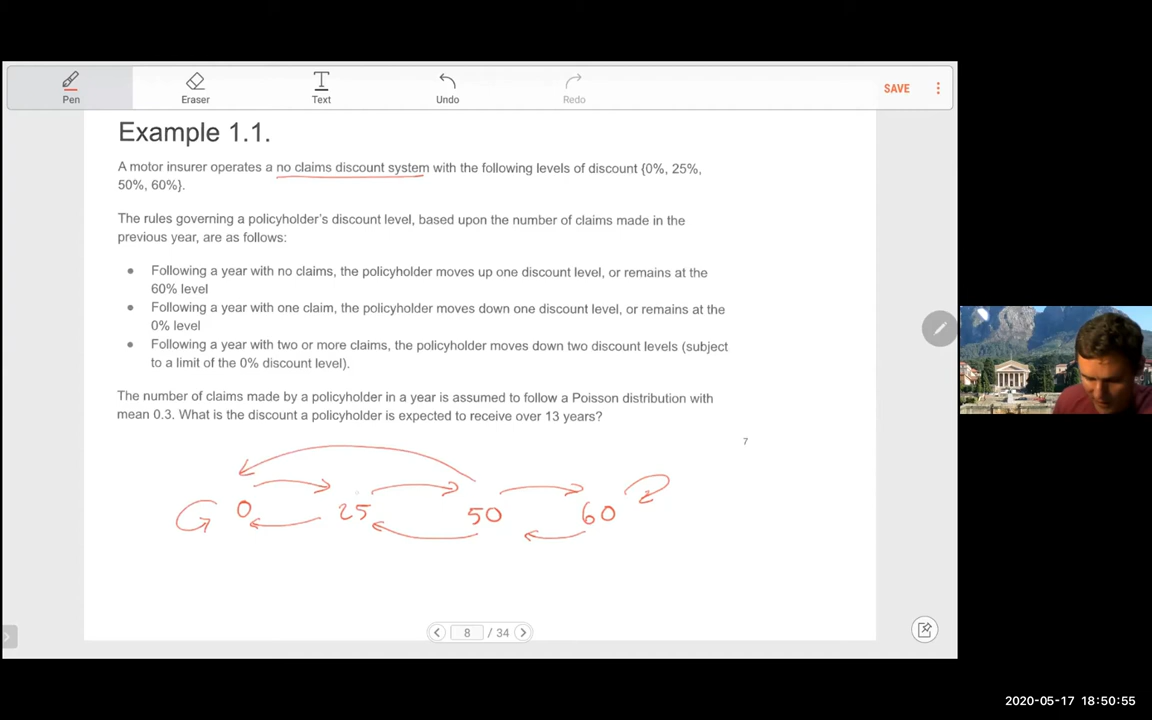 Pen
Eraser
Text
Undo
Redo
SAVE
Example 1.1.
A motor insurer operates a no claims discount system with the following levels of discount {0%, 25%,
50%, 60%}.
The rules governing a policyholder's discount level, based upon the number of claims made in the
previous year, are as follows:
● Following a year with no claims, the policyholder moves up one discount level, or remains at the
60% level
● Following a year with one claim, the policyholder moves down one discount level, or remains at the
0% level
● Following a year with two or more claims, the policyholder moves down two discount levels (subject
to a limit of the 0% discount level).
The number of claims made by a policyholder in a year is assumed to follow a Poisson distribution with
mean 0.3. What is the discount a policyholder is expected to receive over 13 years?
7
0 25 50 60
8 / 34
2020-05-17 18:50:55